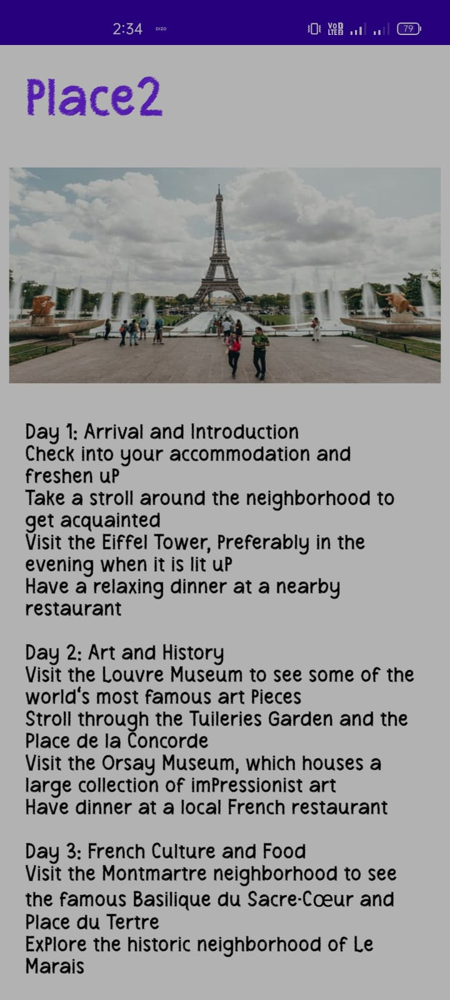 2:34 DIZO VoD LTE2 79
Place2
Day 1: Arrival and Introduction
Check into your accommodation and
freshen uP
Take a stroll around the neighborhood to
get acquainted
Visit the Eiffel Tower, Preferably in the
evening when it is lit uP
Have a relaxing dinner at a nearby
restaurant
Day 2: Art and History
Visit the Louvre Museum to see some of the
world‘s most famous art Pieces
Stroll through the Tuileries Garden and the
Place de la Concorde
Visit the Orsay Museum, which houses a
large collection of imPressionist art
Have dinner at a local French restaurant
Day 3: French Culture and Food
Visit the Montmartre neighborhood to see
the famous Basilique du Sacre-Cœur and
Place du Tertre
ExPlore the historic neighborhood of Le
Marais